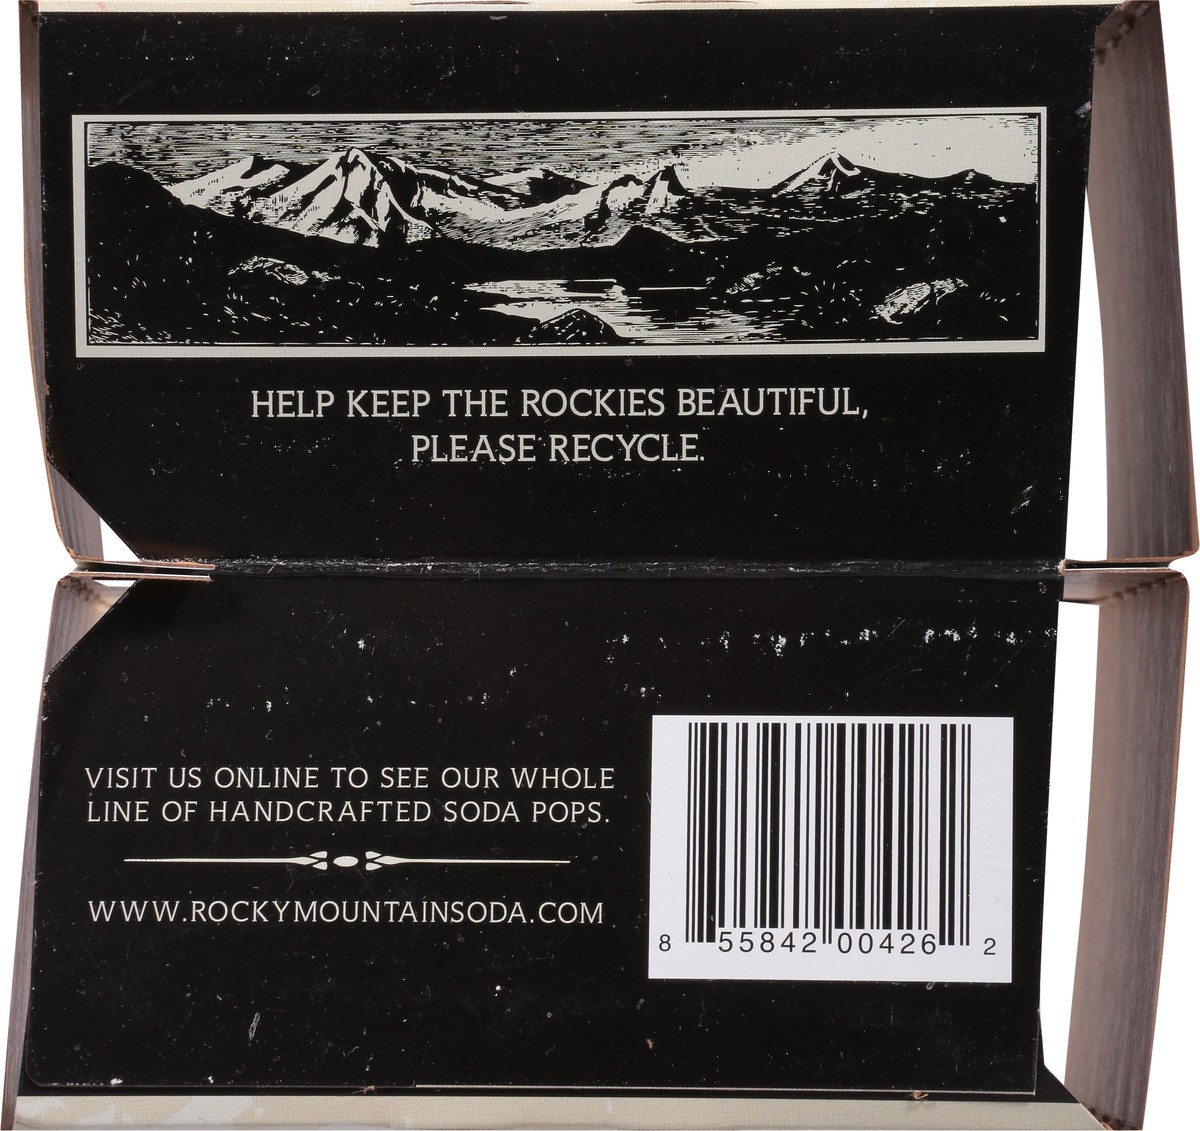 HELP KEEP THE ROCKIES BEAUTIFUL,
PLEASE RECYCLE.
VISIT US ONLINE TO SEE OUR WHOLE
LINE OF HANDCRAFTED SODA POPS.
WWW.ROCKYMOUNTAINSODA.COM
8 55842 00426 2